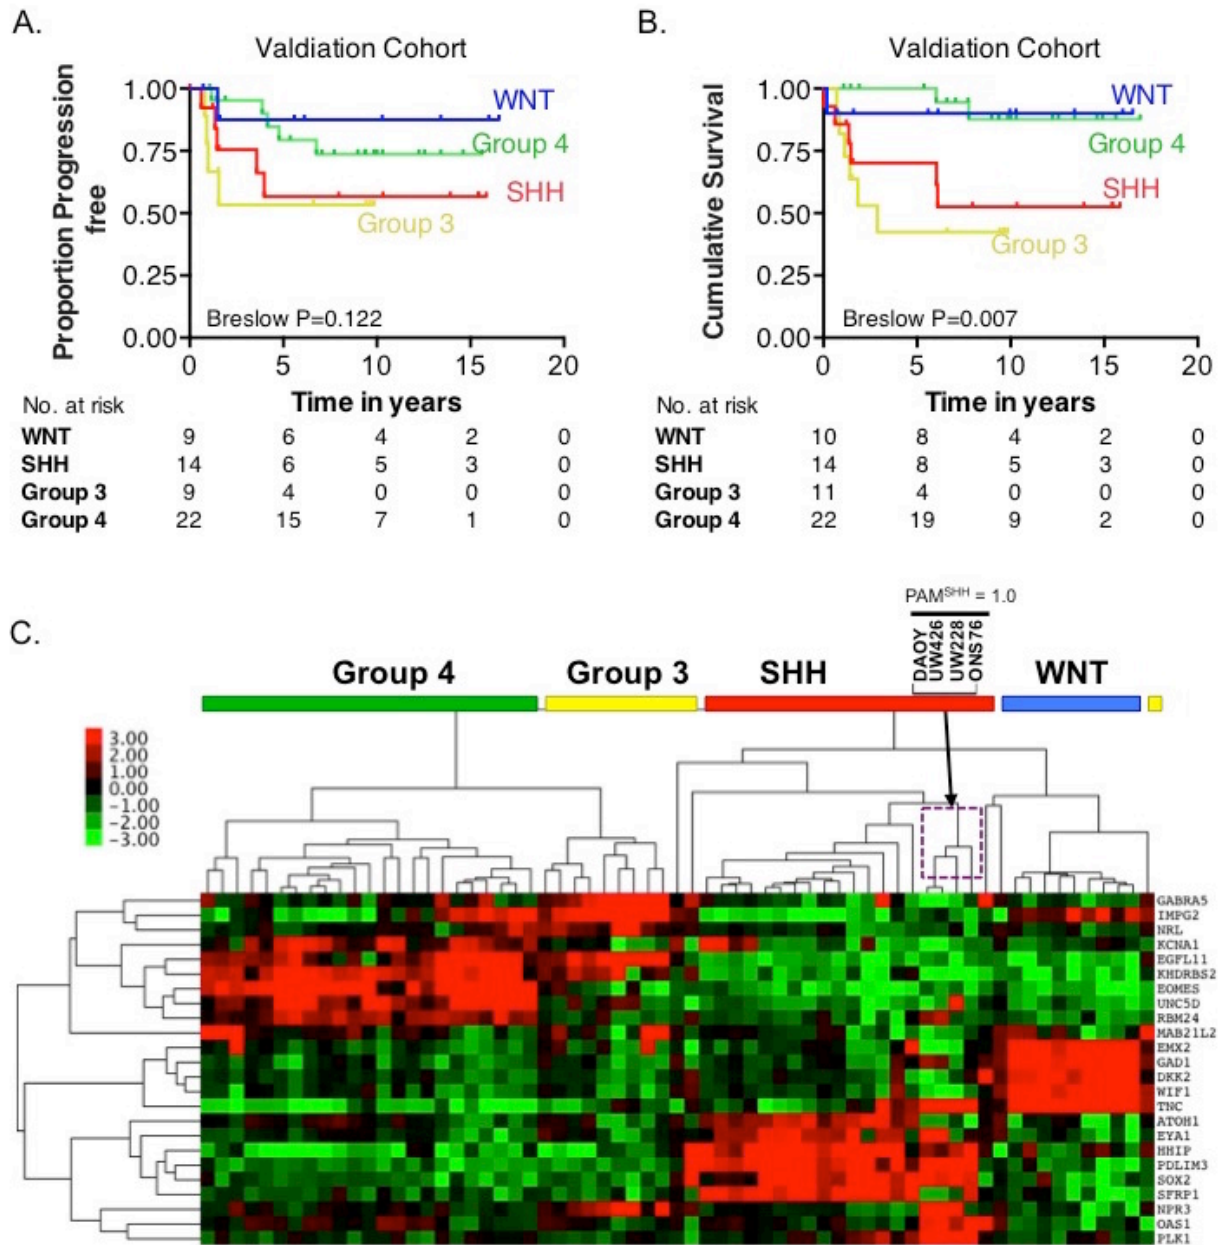 A.
Valdiation Cohort
Proportion Progression
free
1.00
0.75
0.50
0.25
0.00
WNT
Group 4
SHH
Group 3
Breslow P=0.122
0 5 10 15 20
Time in years
No. at risk
WNT 9 6 4 2 0
SHH 14 6 5 3 0
Group 3 9 4 0 0 0
Group 4 22 15 7 1 0
B.
Valdiation Cohort
Cumulative Survival
1.00
0.75
0.50
0.25
0.00
WNT
Group 4
SHH
Group 3
Breslow P=0.007
0 5 10 15 20
Time in years
No. at risk
WNT 10 8 4 2 0
SHH 14 8 5 3 0
Group 3 11 4 0 0 0
Group 4 22 19 9 2 0
C.
PAMSHH = 1.0
DAOY
UW426
UW228
ONS76
Group 4 Group 3 SHH WNT
3.00
2.00
1.00
0.00
-1.00
-2.00
-3.00
GABRA5
IMPG2
NRL
KCNA1
EGFL11
KHDRBS2
EOMES
UNC5D
RBM24
MAB21L2
EMX2
GAD1
DKK2
WIF1
TNC
ATOH1
EYA1
HHIP
PDLIM3
SOX2
SFRP1
NPR3
OAS1
PLK1